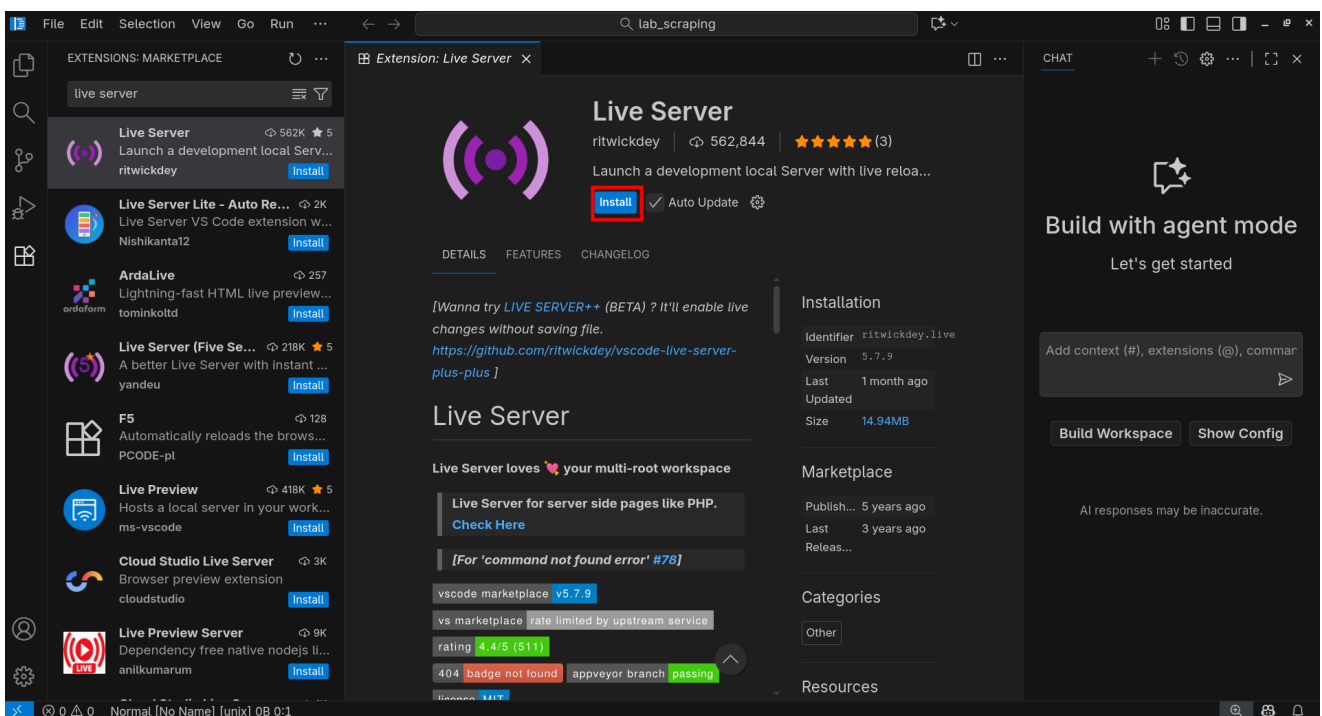 File Edit Selection View Go Run ··· lab_scraping
EXTENSIONS: MARKETPLACE
live server
Live Server 562K ★ 5
Launch a development local Serv...
ritwickdey Install
Live Server Lite - Auto Re... 2K
Live Server VS Code extension w...
Nishikanta12 Install
ArdaLive 257
Lightning-fast HTML live preview...
tominkoltd Install
ardaform
Live Server (Five Se... 218K ★ 5
A better Live Server with instant ...
yandeu Install
F5 128
Automatically reloads the brows...
PCODE-pl Install
Live Preview 418K ★ 5
Hosts a local server in your work...
ms-vscode Install
Cloud Studio Live Server 3K
Browser preview extension
cloudstudio Install
Live Preview Server 9K
Dependency free native nodejs li...
anilkumarum Install
LIVE
Extension: Live Server
Live Server
ritwickdey 562,844 ★★★★★(3)
Launch a development local Server with live reloa...
Install Auto Update
DETAILS FEATURES CHANGELOG
[Wanna try LIVE SERVER++ (BETA) ? It'll enable live
changes without saving file.
https://github.com/ritwickdey/vscode-live-server-
plus-plus ]
Live Server
Live Server loves 💘 your multi-root workspace
Live Server for server side pages like PHP.
Check Here
[For 'command not found error' #78]
vscode marketplace v5.7.9
vs marketplace rate limited by upstream service
rating 4.4/5 (511)
404 badge not found appveyor branch passing
license MIT
Installation
Identifier ritwickdey.live
Version 5.7.9
Last 1 month ago
Updated
Size 14.94MB
Marketplace
Publish... 5 years ago
Last 3 years ago
Releas...
Categories
Other
Resources
CHAT
Build with agent mode
Let's get started
Add context (#), extensions (@), commar
Build Workspace Show Config
AI responses may be inaccurate.
0 0 Normal [No Name] [unix] 0B 0:1